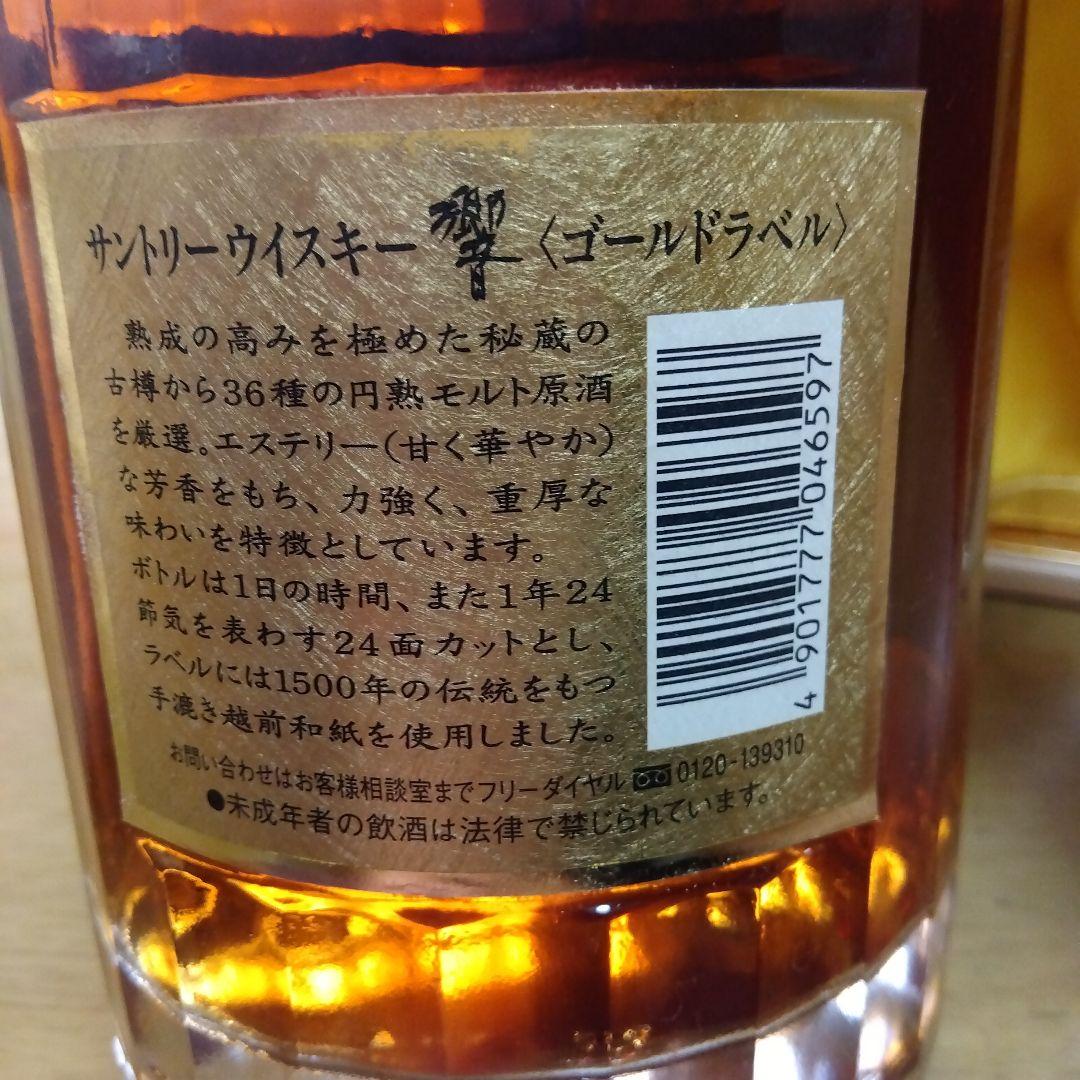 サントリーウイスキー 響〈ゴールドラベル〉
熟成の高みを極めた秘蔵の
古樽から36種の円熟モルト原酒
を厳選。エステリー(甘く華やか)
な芳香をもち、力強く、重厚な
味わいを特徴としています。
ボトルは1日の時間、また1年24
節気を表わす24面カットとし、
ラベルには1500年の伝統をもつ
手漉き越前和紙を使用しました。
お問い合わせはお客様相談室までフリーダイヤル 0120-139310
●未成年者の飲酒は法律で禁じられています。
4 901777 046597